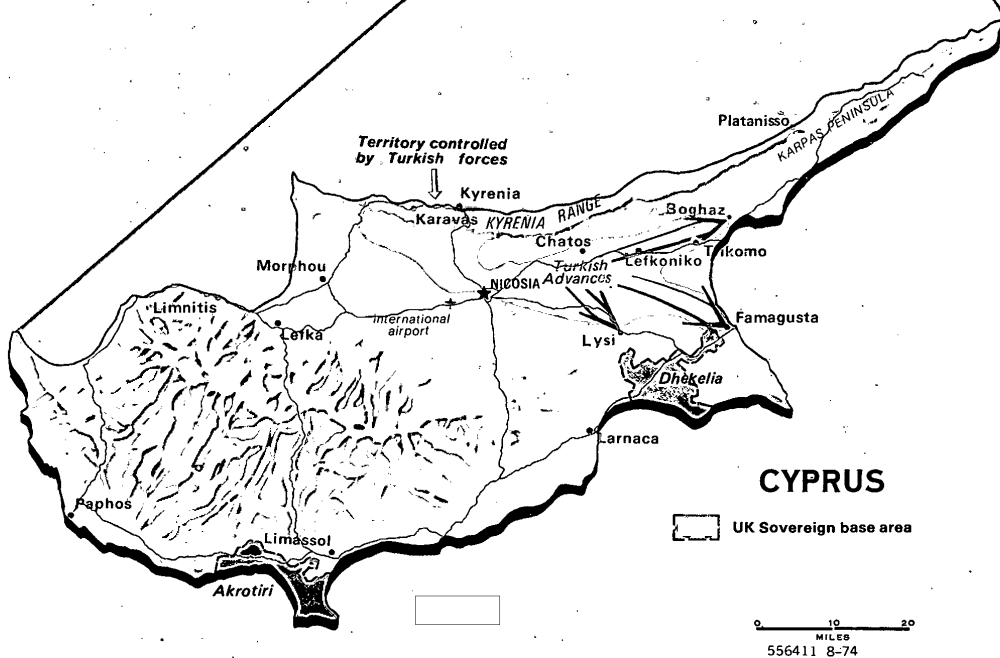 Platanisso
KARPAS PENINSULA
Territory controlled
by Turkish forces
Kyrenia
Karavas
KYRENIA RANGE
Boghaz
Chatos
Trikomo
Lefkoniko
Turkish
Advances
Morphou
NICOSIA
Limnitis
International
airport
Famagusta
Lefka
Lysi
Dhekelia
Larnaca
CYPRUS
Paphos
UK Sovereign base area
Limassol
Akrotiri
0 10 20
MILES
556411 8-74